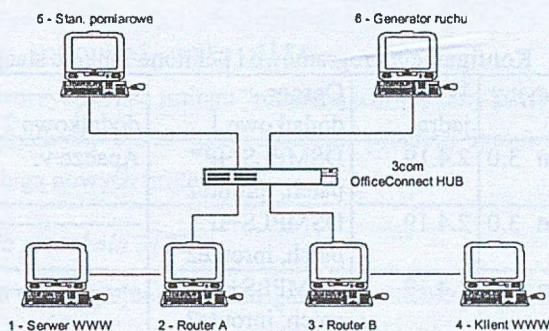 5 - Stan. pomiarowe
6 - Generator ruchu
3com
OfficeConnect HUB
1 - Serwer WWW
2 - Router A
3 - Router B
4 - Klient WWW